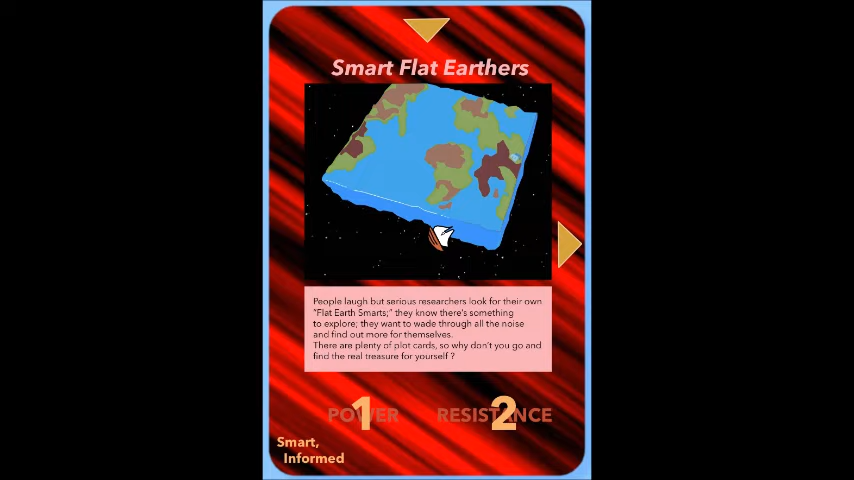 Smart Flat Earthers
People laugh but serious researchers look for their own
“Flat Earth Smarts;” they know there's something
to explore; they want to wade through all the noise
and find out more for themselves.
There are plenty of plot cards, so why don't you go and
find the real treasure for yourself ?
POWER 1 RESISTANCE 2
Smart,
Informed